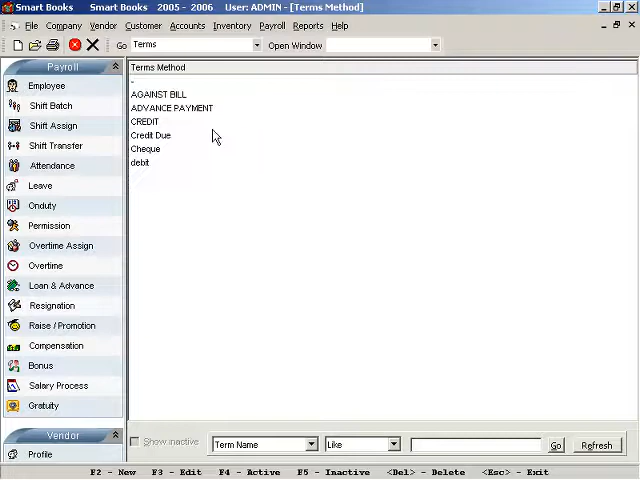 Smart Books    Smart Books   2005 - 2006   User: ADMIN - [Terms Method]
File Company Vendor Customer Accounts Inventory Payroll Reports Help
Go Terms Open Window
Payroll
Employee
Shift Batch
Shift Assign
Shift Transfer
Attendance
Leave
Onduty
Permission
Overtime Assign
Overtime
Loan & Advance
Resignation
Raise / Promotion
Compensation
Bonus
Salary Process
Gratuity
Vendor
Profile
Terms Method
-
AGAINST BILL
ADVANCE PAYMENT
CREDIT
Credit Due
Cheque
debit
Show inactive Term Name Like Go Refresh
F2 - New  F3 - Edit  F4 - Active  F5 - Inactive  <Del> - Delete  <Esc> - Exit